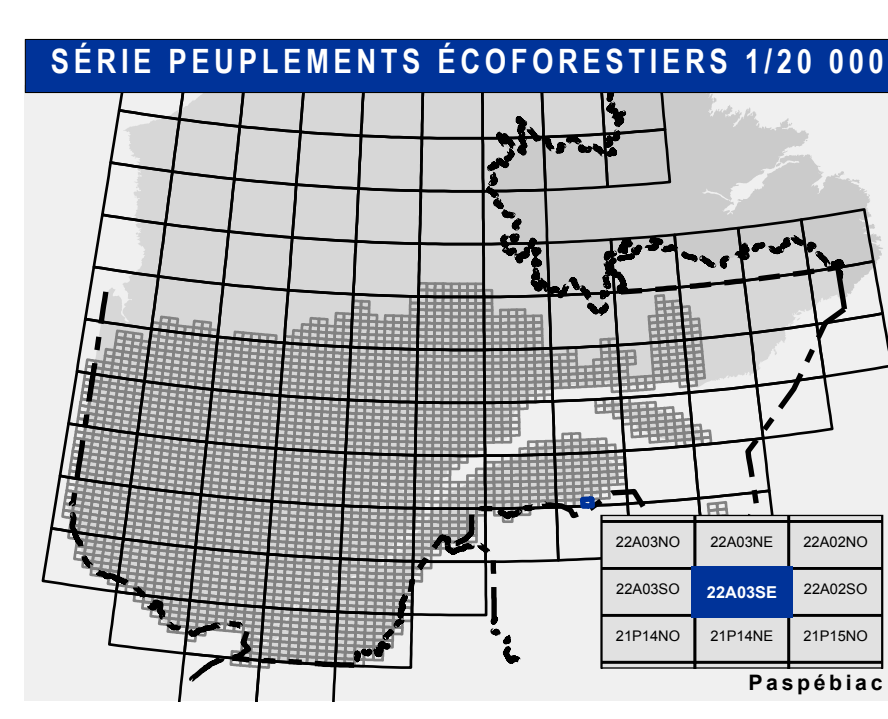 SÉRIE PEUPLEMENTS ÉCOFORESTIERS 1/20 000
22A03NO 22A03NE 22A02NO
22A03SO 22A03SE 22A02SO
21P14NO 21P14NE 21P15NO
Paspébiac